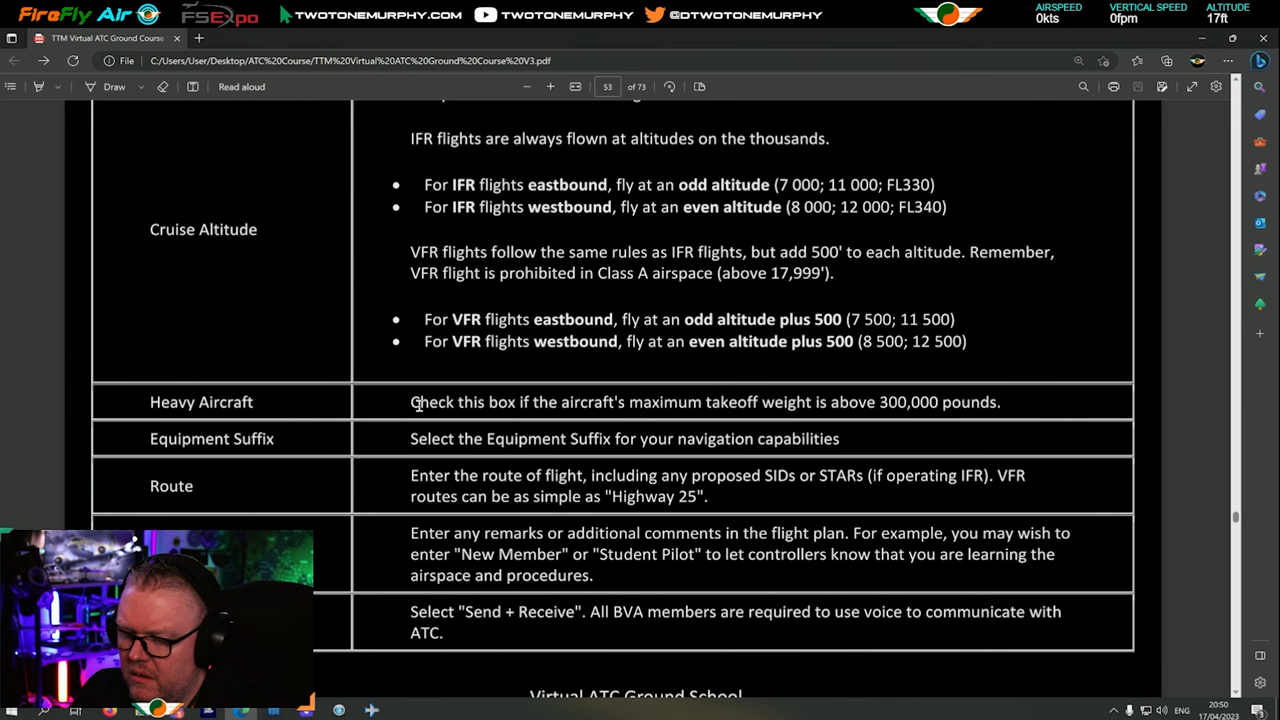 FireFly Air
FSExpo
TWOTONEMURPHY.COM
TWOTONEMURPHY
@DTWOTONEMURPHY
AIRSPEED
0kts
VERTICAL SPEED
0fpm
ALTITUDE
17ft
TTM Virtual ATC Ground Course
File
C:/Users/User/Desktop/ATC%20Course/TTM%20Virtual%20ATC%20Ground%20Course%20V3.pdf
Draw
Read aloud
53
of 73
IFR flights are always flown at altitudes on the thousands.
• For IFR flights eastbound, fly at an odd altitude (7 000; 11 000; FL330)
• For IFR flights westbound, fly at an even altitude (8 000; 12 000; FL340)
Cruise Altitude
VFR flights follow the same rules as IFR flights, but add 500' to each altitude. Remember,
VFR flight is prohibited in Class A airspace (above 17,999').
• For VFR flights eastbound, fly at an odd altitude plus 500 (7 500; 11 500)
• For VFR flights westbound, fly at an even altitude plus 500 (8 500; 12 500)
Heavy Aircraft
Check this box if the aircraft's maximum takeoff weight is above 300,000 pounds.
Equipment Suffix
Select the Equipment Suffix for your navigation capabilities
Route
Enter the route of flight, including any proposed SIDs or STARs (if operating IFR). VFR
routes can be as simple as "Highway 25".
Enter any remarks or additional comments in the flight plan. For example, you may wish to
enter "New Member" or "Student Pilot" to let controllers know that you are learning the
airspace and procedures.
Select "Send + Receive". All BVA members are required to use voice to communicate with
ATC.
Virtual ATC Ground School
ENG
20:50
17/04/2023